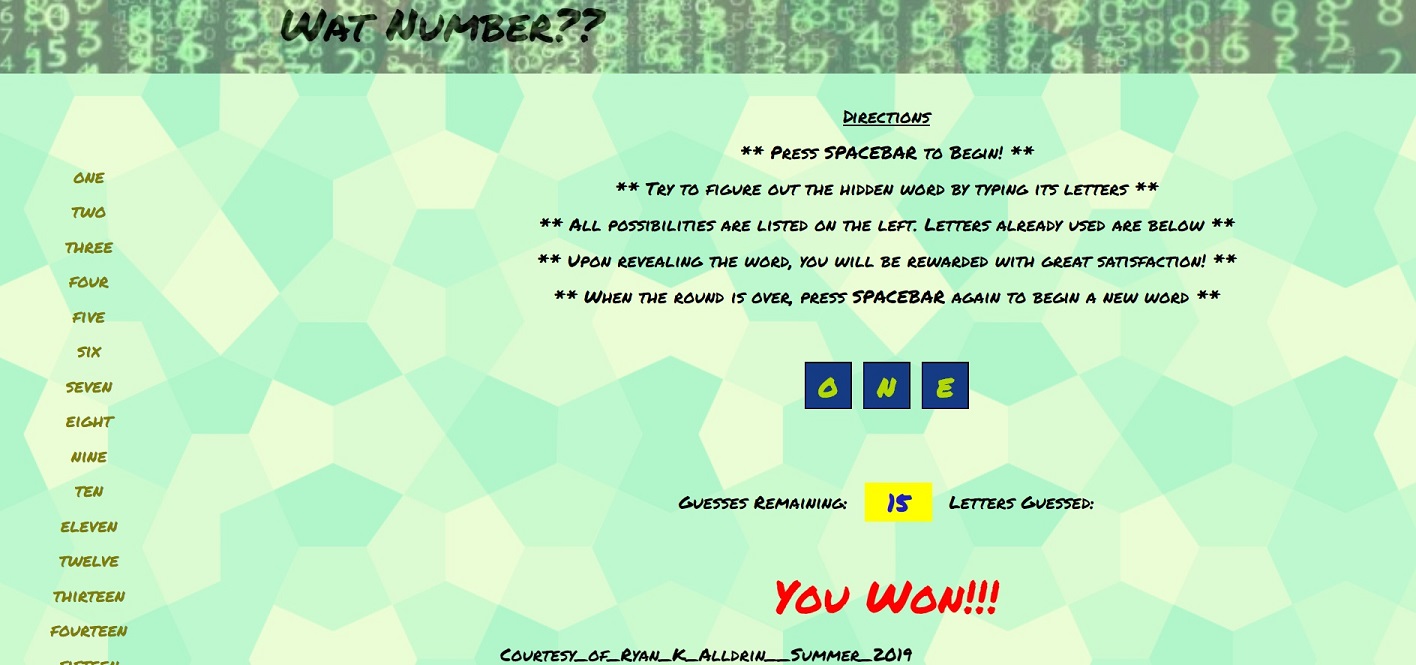 Wat Number??
Directions
** Press SPACEBAR to Begin! **
** Try to figure out the hidden word by typing its letters **
** All possibilities are listed on the left. Letters already used are below **
** Upon revealing the word, you will be rewarded with great satisfaction! **
** When the round is over, press SPACEBAR again to begin a new word **
ONE
TWO
THREE
FOUR
FIVE
SIX
SEVEN
EIGHT
NINE
TEN
ELEVEN
TWELVE
THIRTEEN
FOURTEEN
FIFTEEN
O N E
Guesses Remaining: 15 Letters Guessed:
You Won!!!
Courtesy_of_Ryan_K_Alldrin__Summer_2019